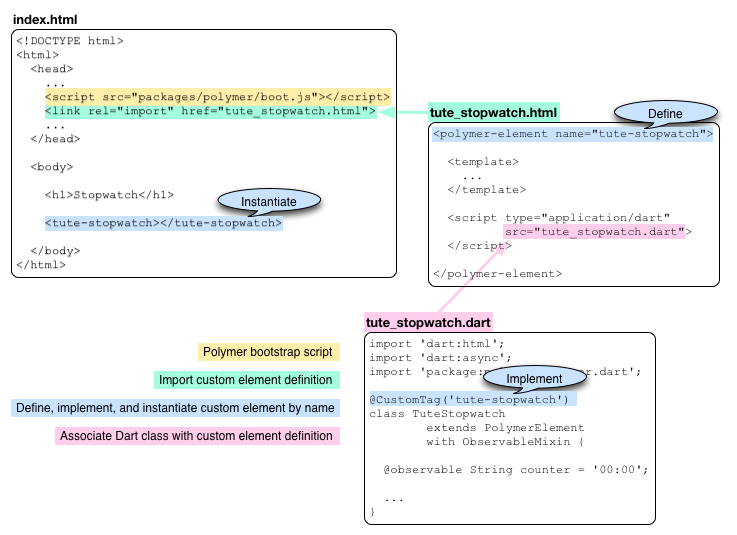 index.html
<!DOCTYPE html>
<html>
<head>
...
<script src="packages/polymer/boot.js"></script>
<link rel="import" href="tute_stopwatch.html">
...
</head>
<body>
<h1>Stopwatch</h1>
Instantiate
<tute-stopwatch></tute-stopwatch>
</body>
</html>
tute_stopwatch.html
Define
<polymer-element name="tute-stopwatch">
<template>
...
</template>
<script type="application/dart"
src="tute_stopwatch.dart">
</script>
</polymer-element>
tute_stopwatch.dart
import 'dart:html';
import 'dart:async';
import 'package:
er.dart';
Implement
@CustomTag('tute-stopwatch')
class TuteStopwatch
extends PolymerElement
with ObservableMixin {
@observable String counter = '00:00';
...
}
Polymer bootstrap script
Import custom element definition
Define, implement, and instantiate custom element by name
Associate Dart class with custom element definition